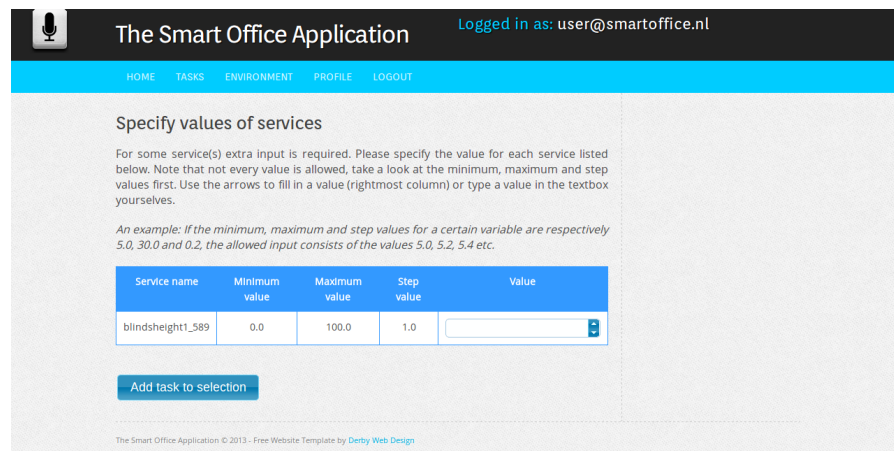 The Smart Office Application
Logged in as: user@smartoffice.nl
HOME TASKS ENVIRONMENT PROFILE LOGOUT
Specify values of services
For some service(s) extra input is required. Please specify the value for each service listed
below. Note that not every value is allowed, take a look at the minimum, maximum and step
values first. Use the arrows to fill in a value (rightmost column) or type a value in the textbox
yourselves.
An example: If the minimum, maximum and step values for a certain variable are respectively
5.0, 30.0 and 0.2, the allowed input consists of the values 5.0, 5.2, 5.4 etc.
Service name Minimum value Maximum value Step value Value
blindsheight1_589 0.0 100.0 1.0
Add task to selection
The Smart Office Application © 2013 - Free Website Template by Derby Web Design